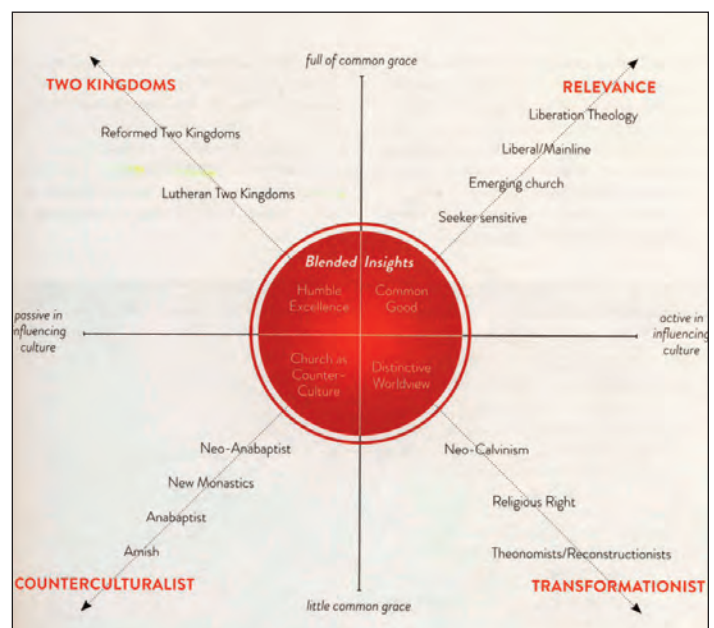 full of common grace
TWO KINGDOMS
RELEVANCE
Liberation Theology
Reformed Two Kingdoms
Liberal/Mainline
Emerging church
Lutheran Two Kingdoms
Seeker sensitive
Blended Insights
Humble
Excellence
Common
Good
passive in
nfluencing
culture
active in
influencing
culture
Church as
Counter-
Culture
Distinctive
Worldview
Neo-Anabaptist
Neo-Calvinism
New Monastics
Religious Right
Anabaptist
Amish
Theonomists/Reconstructionists
COUNTERCULTURALIST
TRANSFORMATIONIST
little common grace